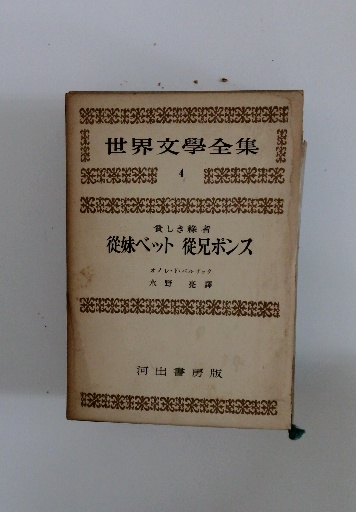 世界文學全集
4
貧しき縁者
從妹ベット 從兄ポンス
オノレ・ド・バルザック
水野 亮 譯
河出書房版